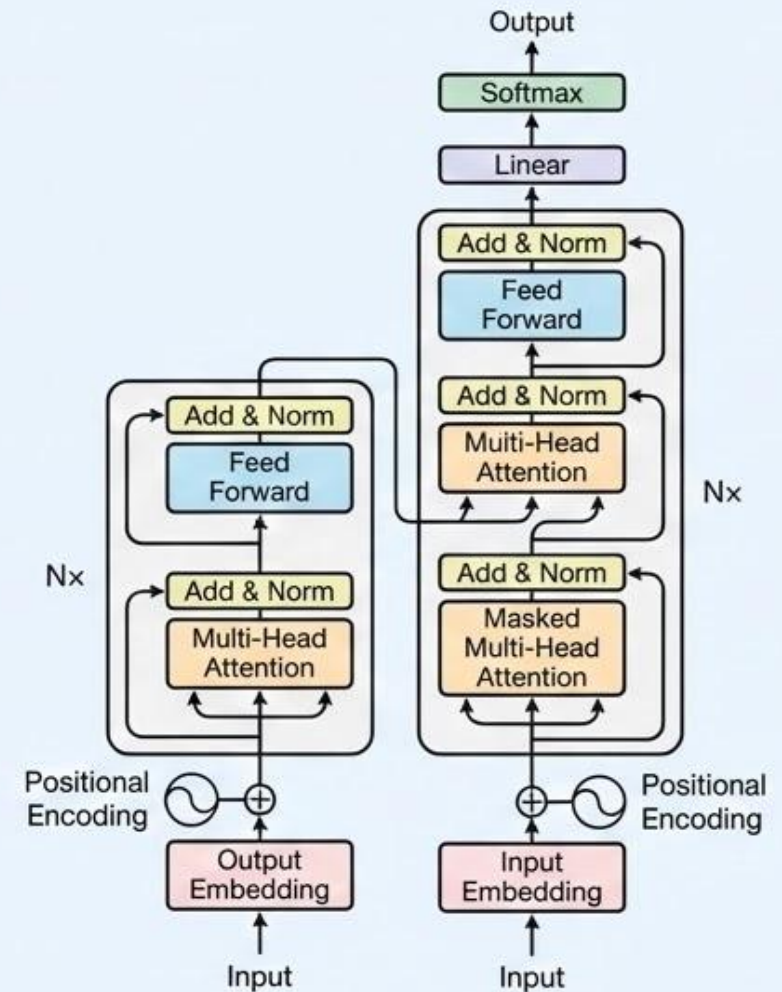 Output
Softmax
Linear
Add & Norm
Feed
Forward
Add & Norm
Muiti-Head
Attention
Nx
Add & Norm
Masked
Multi-Head
Attention
Positional
Encoding
Input
Embedding
Input
Add & Norm
Feed
Forward
Nx
Add & Norm
Multi-Head
Attention
Positional
Encoding
Output
Embedding
Input